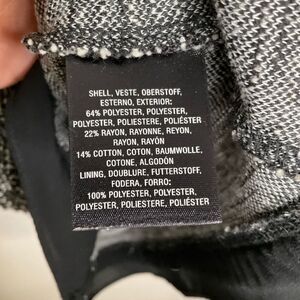 SHELL, VESTE, OBERSTOFF,
ESTERNO, EXTERIOR:
64% POLYESTER, POLYESTER,
POLYESTER, POLIESTERE, POLIÉSTER
22% RAYON, RAYONNE, REYON,
RAYON, RAYÓN
14% COTTON, COTON, BAUMWOLLE,
COTONE, ALGODÓN
LINING, DOUBLURE, FUTTERSTOFF,
FODERA, FORRO:
100% POLYESTER, POLYESTER,
POLYESTER, POLIESTERE, POLIÉSTER